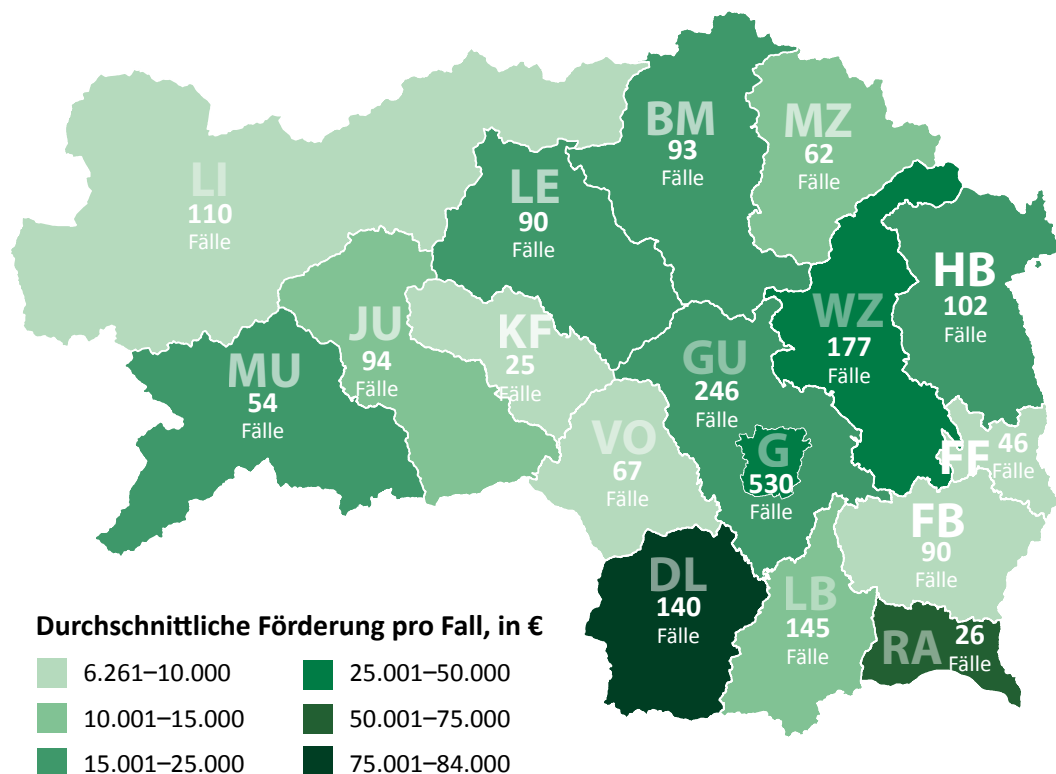 BM
93
Fälle
MZ
62
Fälle
LI
110
Fälle
LE
90
Fälle
HB
102
Fälle
WZ
177
Fälle
JU
94
Fälle
KF
25
Fälle
GU
246
Fälle
MU
54
Fälle
VO
67
Fälle
G
530
Fälle
FF
46
Fälle
FB
90
Fälle
DL
140
Fälle
LB
145
Fälle
RA
26
Fälle
Durchschnittliche Förderung pro Fall, in €
6.261–10.000
10.001–15.000
15.001–25.000
25.001–50.000
50.001–75.000
75.001–84.000